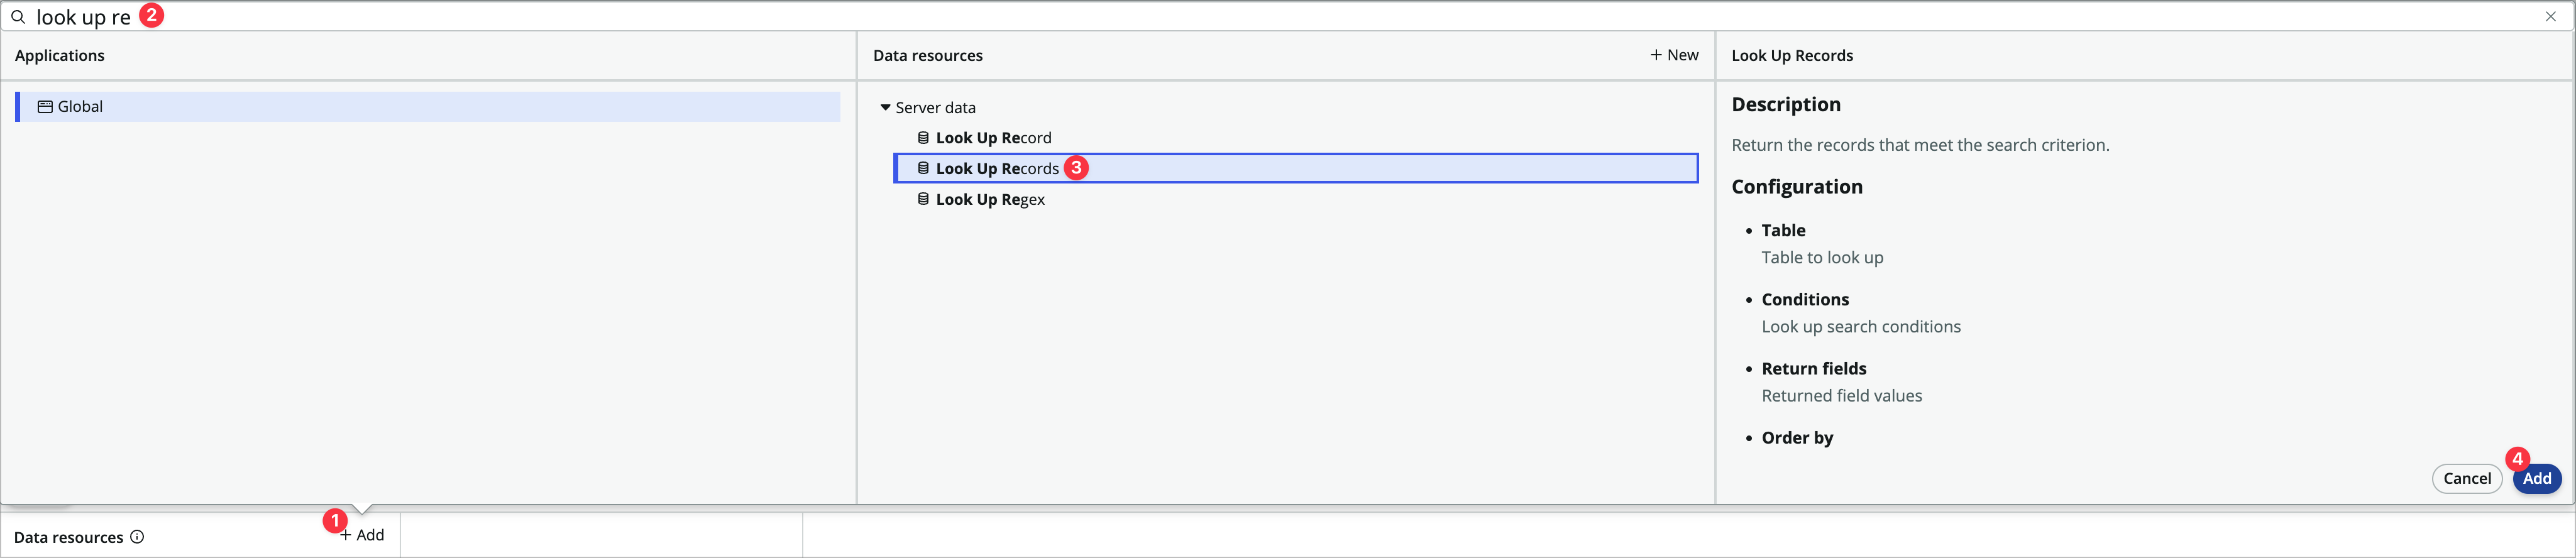 look up re 2
Applications
Global
Data resources + New
Server data
Look Up Record
Look Up Records 3
Look Up Regex
Look Up Records
Description
Return the records that meet the search criterion.
Configuration
• Table
Table to look up
• Conditions
Look up search conditions
• Return fields
Returned field values
• Order by
4
Cancel Add
1
Data resources + Add